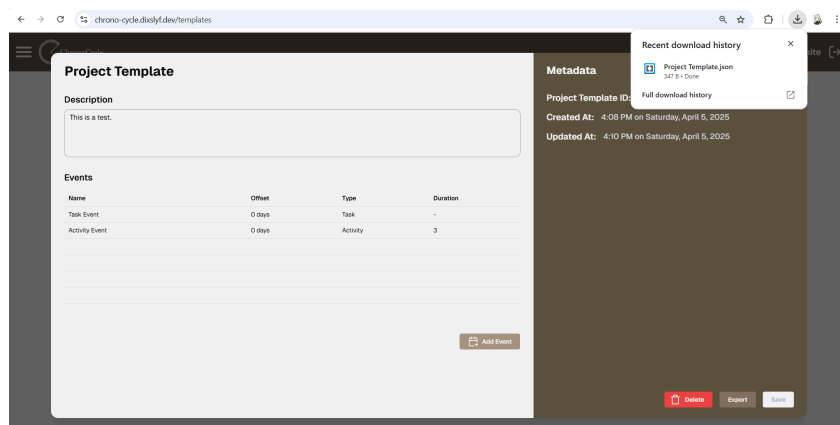 chrono-cycle.dixslyf.dev/templates
Recent download history
Project Template.json
347 B • Done
Full download history
ChronoCycle
Project Template
Description
This is a test.
Events
Name Offset Type Duration
Task Event 0 days Task -
Activity Event 0 days Activity 3
Add Event
Metadata
Project Template ID:
Created At: 4:08 PM on Saturday, April 5, 2025
Updated At: 4:10 PM on Saturday, April 5, 2025
Delete Export Save